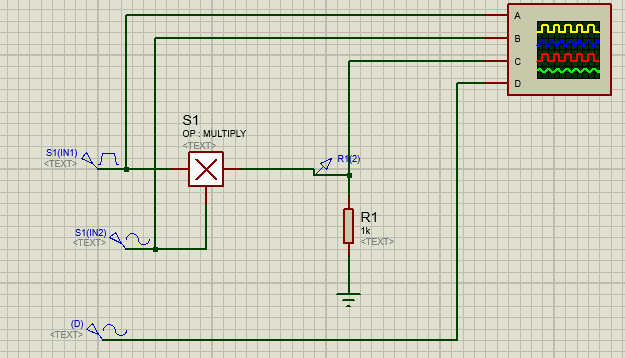 A
B
C
D
S1
OP : MULTIPLY
<TEXT>
S1(IN1)
<TEXT>
R1(2)
R1
1k
<TEXT>
S1(IN2)
<TEXT>
(D)
<TEXT>